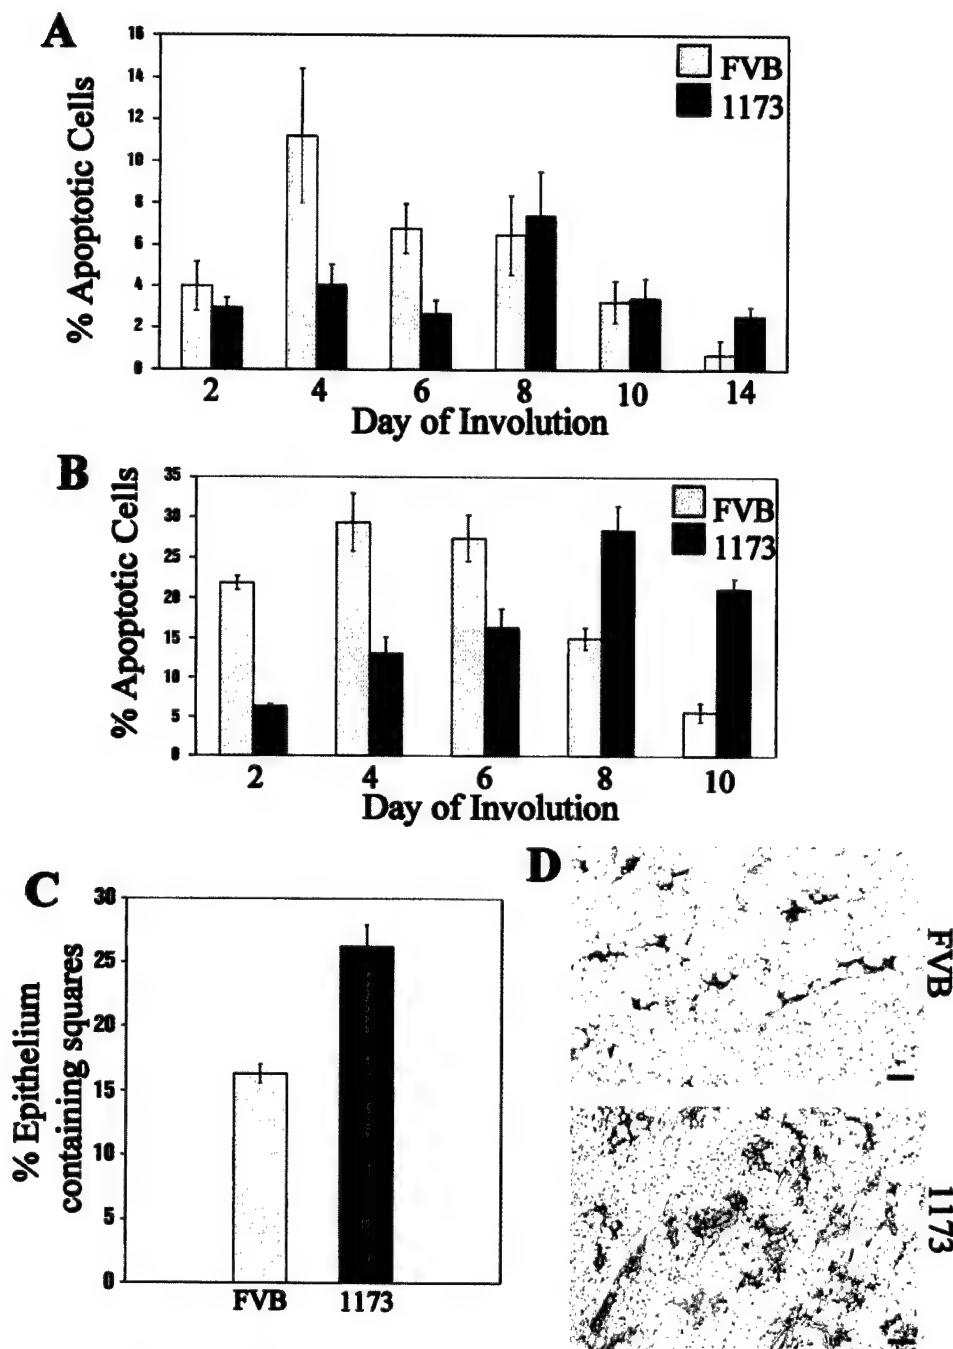 A
% Apoptotic Cells
16
14
12
10
8
6
4
2
0
FVB
1173
2 4 6 8 10 14
Day of Involution
B
% Apoptotic Cells
35
30
25
20
15
10
5
0
FVB
1173
2 4 6 8 10
Day of Involution
C
% Epithelium
containing squares
30
25
20
15
10
5
0
FVB 1173
D
FVB
1173